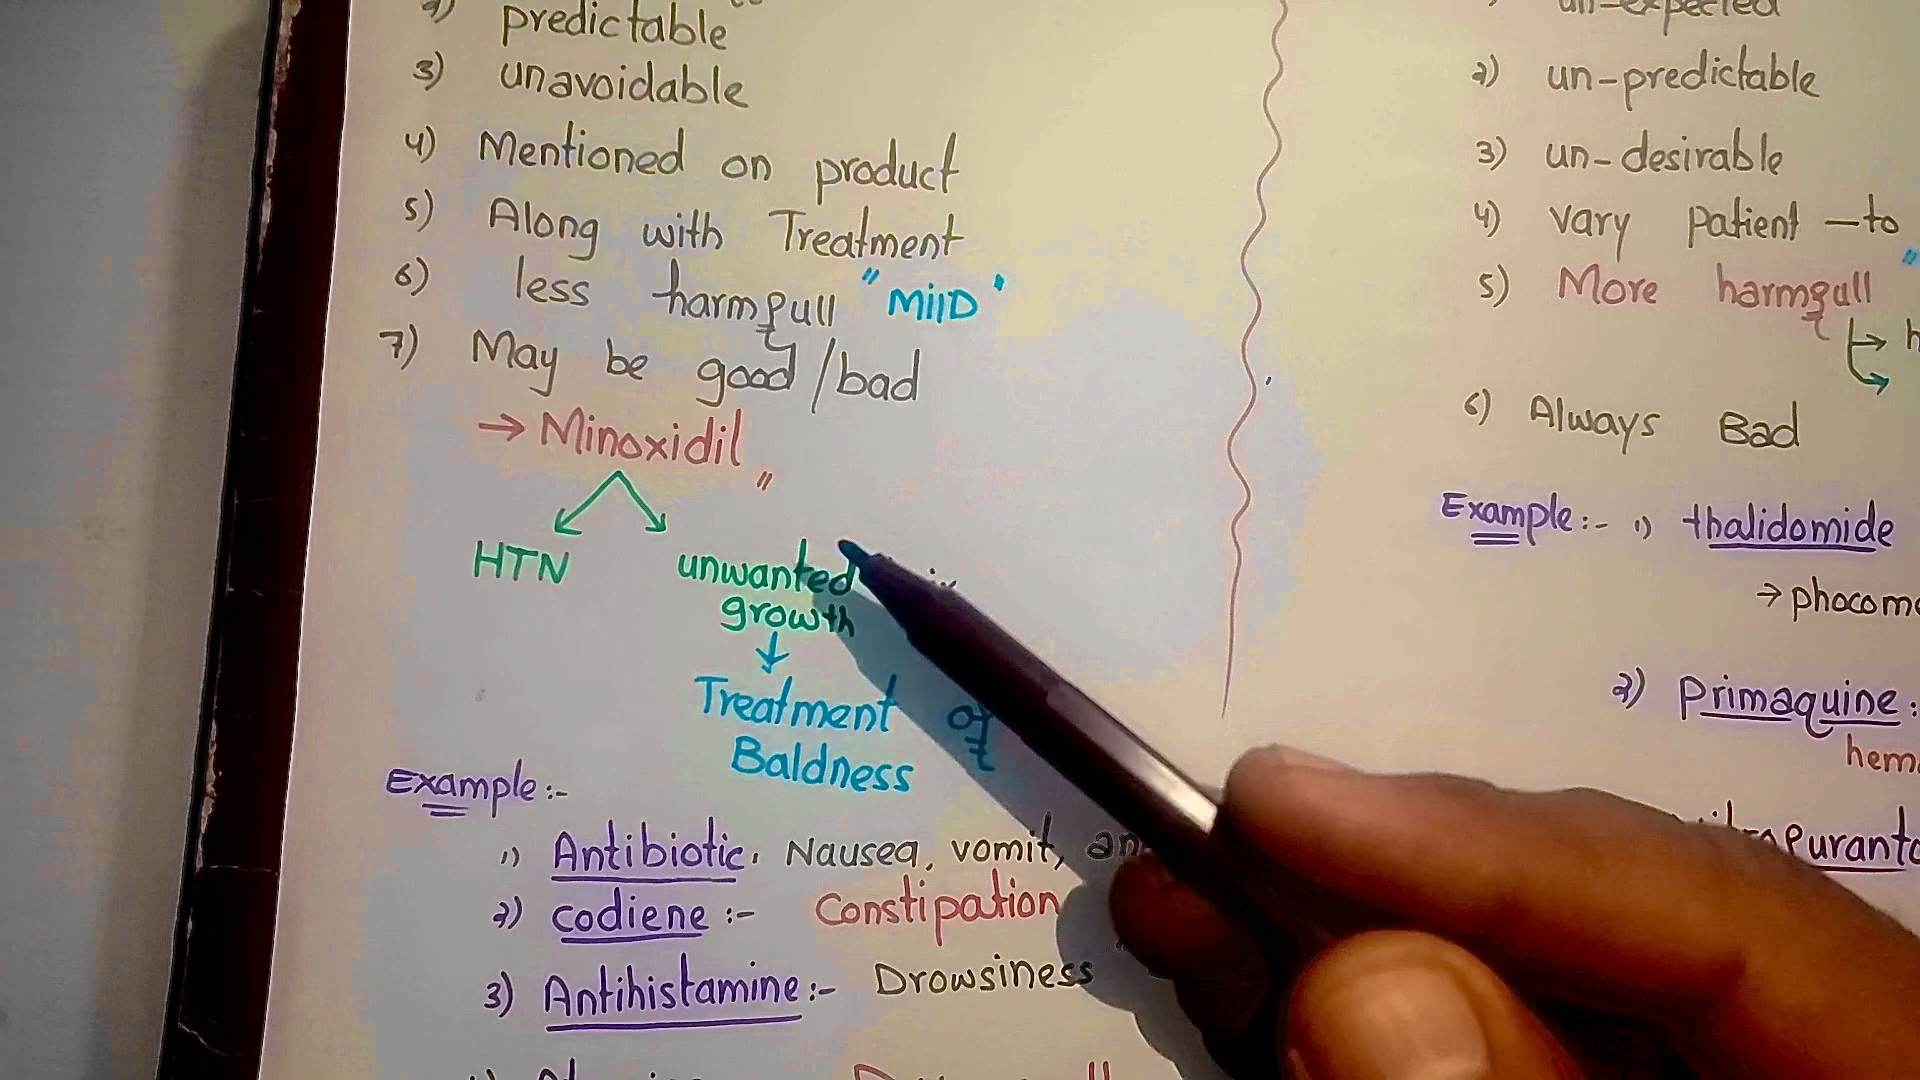 2) predictable
3) unavoidable
4) Mentioned on product
5) Along with Treatment
6) less harmfull "MilD"
7) May be good/bad
→ Minoxidil "
HTN
unwanted
growth
Treatment of
Baldness
Example:-
1) Antibiotic. Nausea, vomit,
2) codiene :- Constipation
3) Antihistamine:- Drowsiness
un-expected
2) un-predictable
3) un-desirable
4) vary patient -to
5) More harmfull
6) Always Bad
Example:- 1) thalidomide
2) Primaquine: